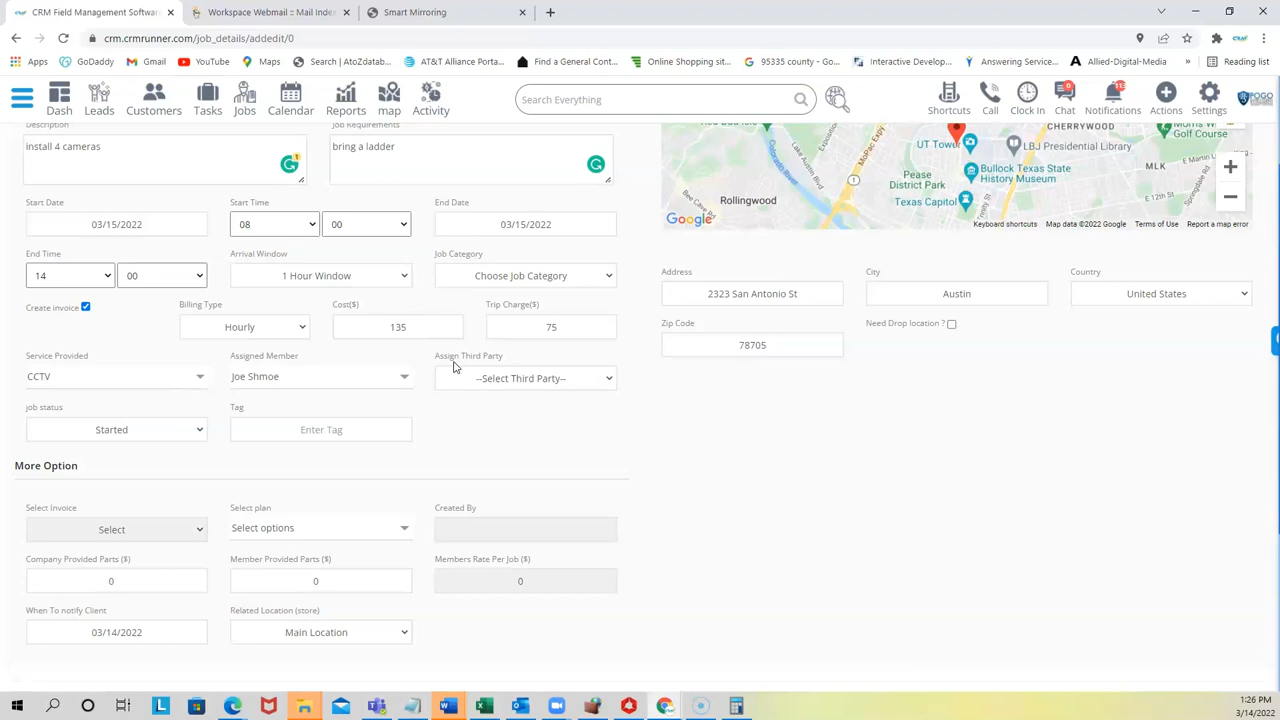 CRM Field Management Softwar
Workspace Webmail :: Mail Index
Smart Mirroring
crm.crmrunner.com/job_details/addedit/0
Apps
GoDaddy
Gmail
YouTube
Maps
Search | AtoZdatab...
AT&T Alliance Porta...
Find a General Cont...
Online Shopping sit...
95335 county - Goo...
Interactive Develop...
Answering Service...
Allied-Digital-Media
»
Reading list
Dash
Leads
Customers
Tasks
Jobs
Calendar
Reports
map
Activity
Search Everything
Shortcuts
Call
Clock In
0
Chat
Notifications
Actions
Settings
POGO
Description
Job Requirements
install 4 cameras
bring a ladder
Start Date
Start Time
End Date
03/15/2022
08
00
03/15/2022
End Time
Arrival Window
Job Category
14
00
1 Hour Window
Choose Job Category
Create invoice
Billing Type
Cost($)
Trip Charge($)
Hourly
135
75
Service Provided
Assigned Member
Assign Third Party
CCTV
Joe Shmoe
--Select Third Party--
job status
Tag
Started
Enter Tag
More Option
Select Invoice
Select plan
Created By
Select
Select options
Company Provided Parts ($)
Member Provided Parts ($)
Members Rate Per Job ($)
0
0
0
When To notify Client
Related Location (store)
03/14/2022
Main Location
CHERRYWOOD
Morris W
Golf Course
UT Tower
LBJ Presidential Library
Bullock Texas State
History Museum
MLK
Pease
District Park
Texas Capitol
Rollingwood
1
Google
Keyboard shortcuts
Map data ©2022 Google
Terms of Use
Report a map error
Address
City
Country
2323 San Antonio St
Austin
United States
Zip Code
Need Drop location ?
78705
1:26 PM
3/14/2022